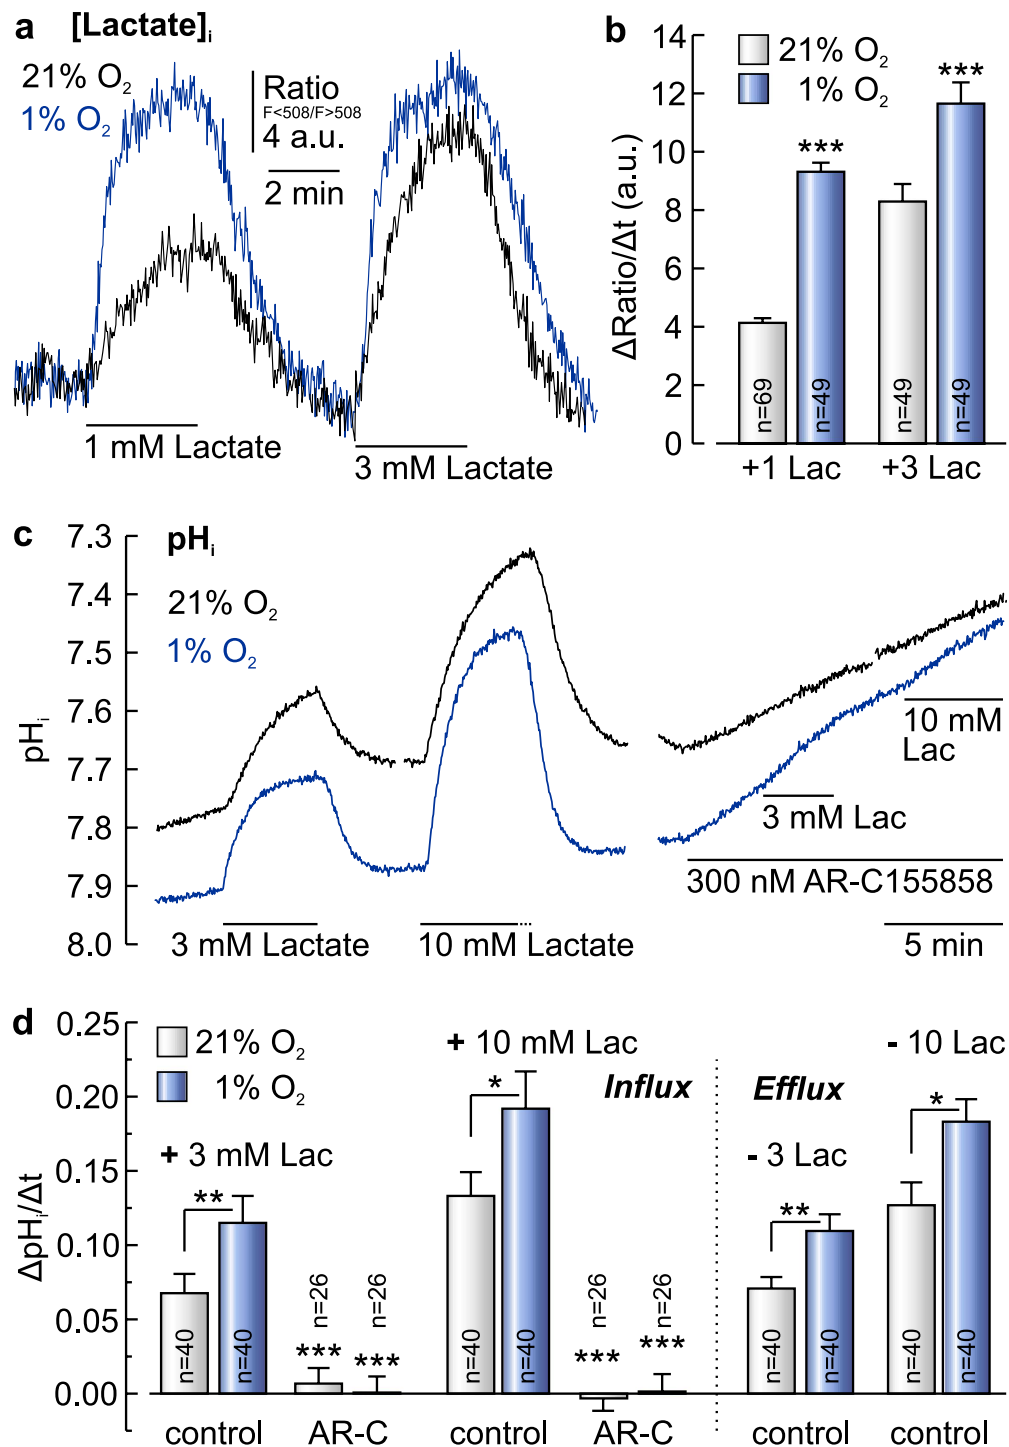 a [Lactate]i
21% O2
1% O2
Ratio
F<508/F>508
4 a.u.
2 min
1 mM Lactate
3 mM Lactate
b
14
12
10
8
6
4
2
0
ΔRatio/Δt (a.u.)
21% O2
1% O2
***
***
n=69
n=49
n=49
n=49
+1 Lac
+3 Lac
c
7.3
7.4
7.5
7.6
7.7
7.8
7.9
8.0
pHi
pHi
21% O2
1% O2
3 mM Lactate
10 mM Lactate
10 mM
Lac
3 mM Lac
300 nM AR-C155858
5 min
d
0.25
0.20
0.15
0.10
0.05
0.00
ΔpHi/Δt
21% O2
1% O2
+ 3 mM Lac
**
n=40
n=40
n=26
n=26
***
***
+ 10 mM Lac
*
n=40
n=40
n=26
n=26
***
***
Influx
Efflux
- 3 Lac
**
n=40
n=40
- 10 Lac
*
n=40
n=40
control
AR-C
control
AR-C
control
control